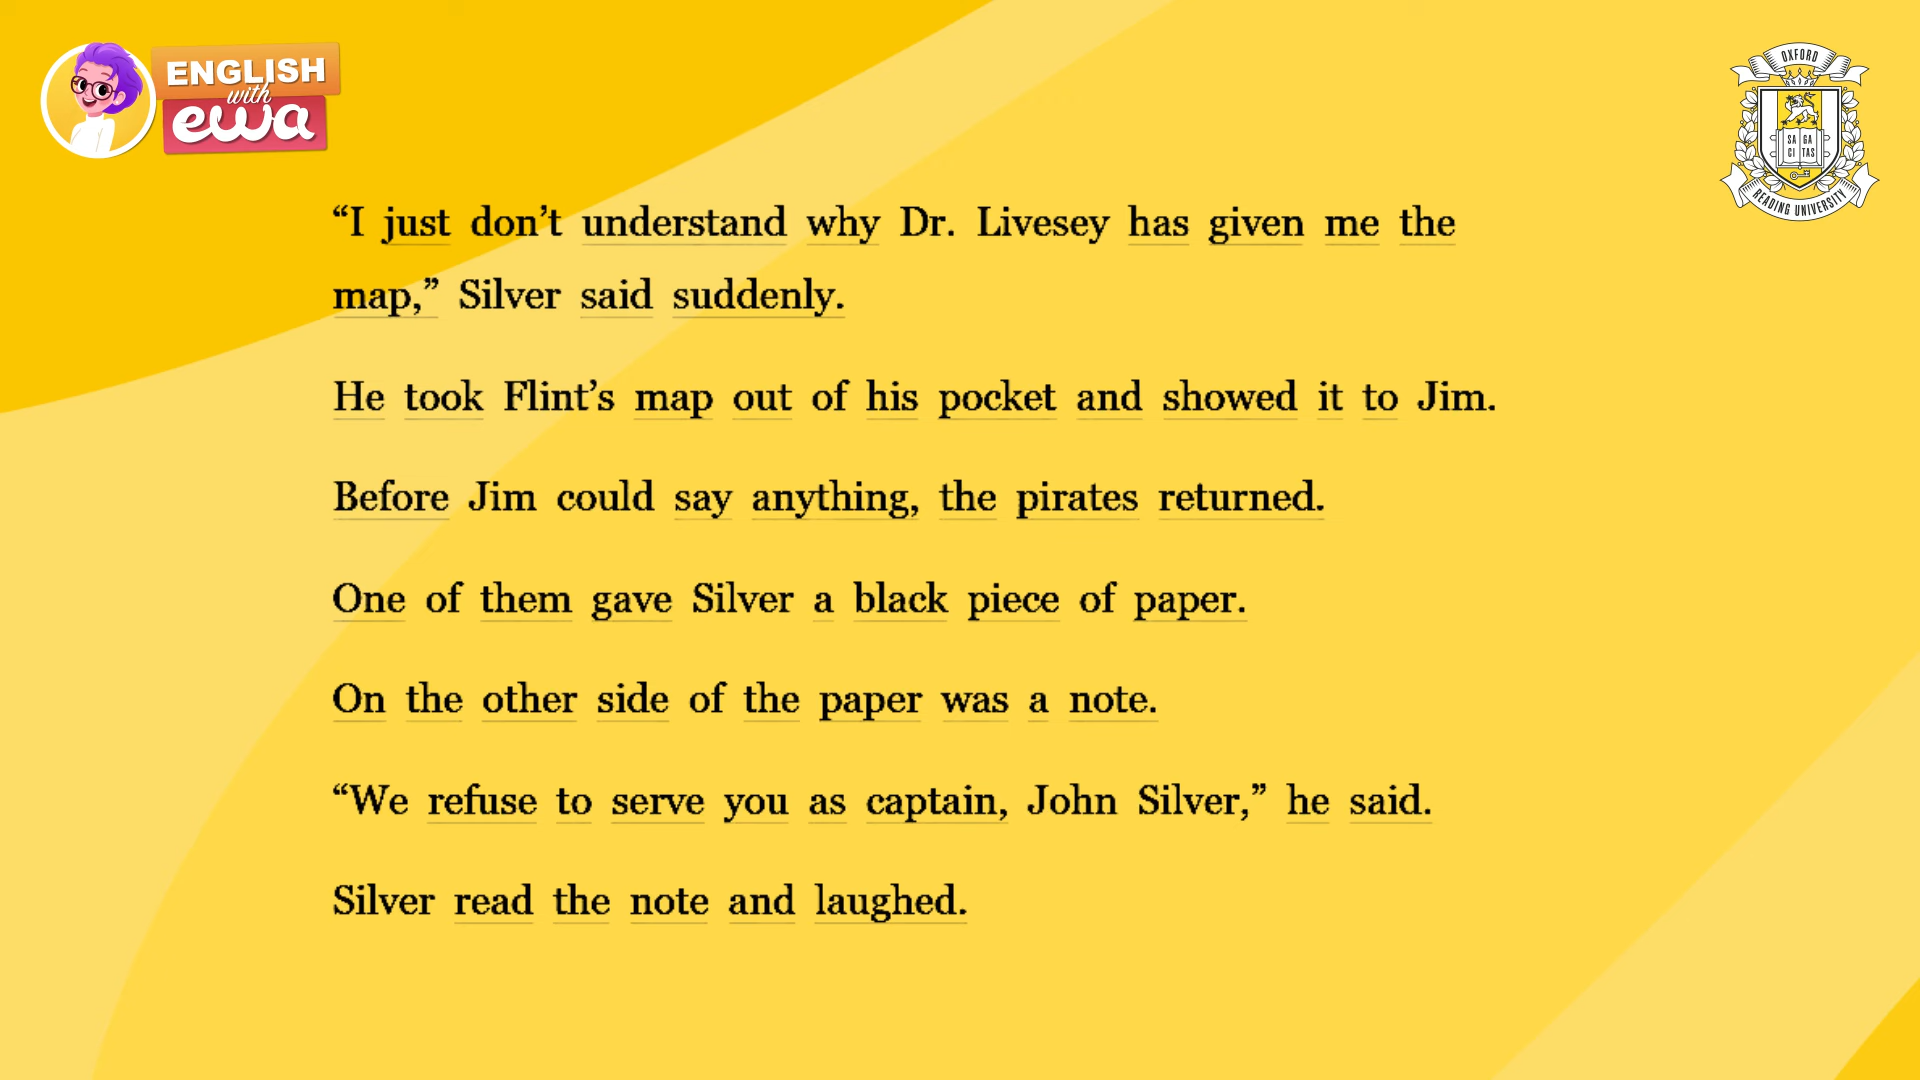 ENGLISH
with
ewa
OXFORD
SA GA
CI TAS
READING UNIVERSITY
“I just don’t understand why Dr. Livesey has given me the
map,” Silver said suddenly.
He took Flint’s map out of his pocket and showed it to Jim.
Before Jim could say anything, the pirates returned.
One of them gave Silver a black piece of paper.
On the other side of the paper was a note.
“We refuse to serve you as captain, John Silver,” he said.
Silver read the note and laughed.